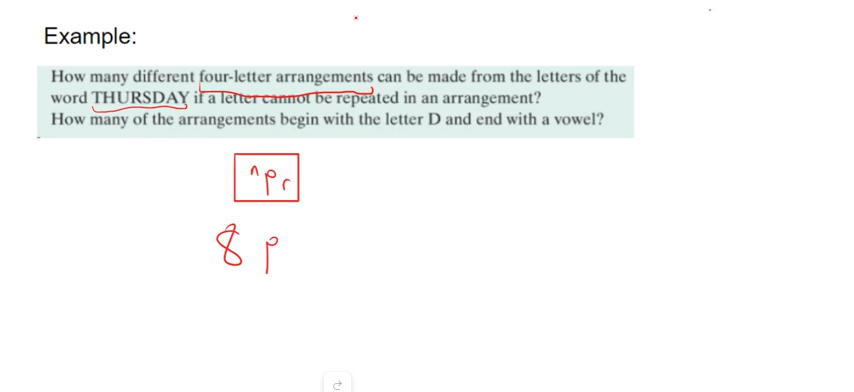 Example:
How many different four-letter arrangements can be made from the letters of the
word THURSDAY if a letter cannot be repeated in an arrangement?
How many of the arrangements begin with the letter D and end with a vowel?
ⁿPr
8 P